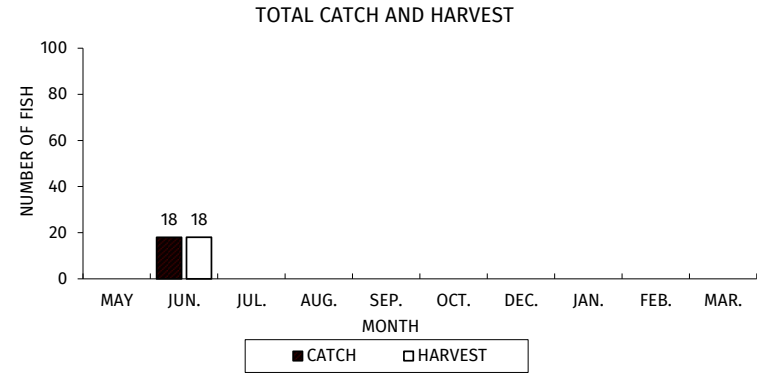 TOTAL CATCH AND HARVEST
100
80
60
40
20
0
NUMBER OF FISH
18 18
MAY JUN. JUL. AUG. SEP. OCT. DEC. JAN. FEB. MAR.
MONTH
CATCH HARVEST